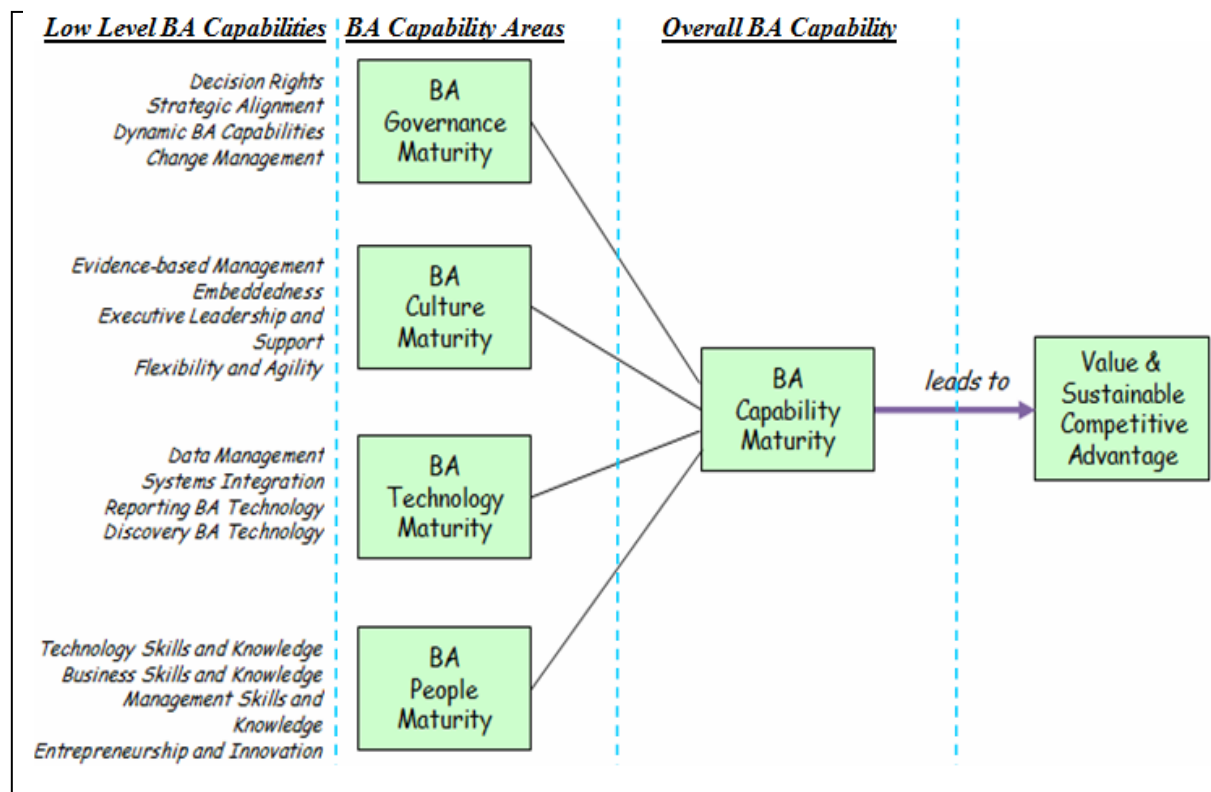 Low Level BA Capabilities
BA Capability Areas
Overall BA Capability
Decision Rights
Strategic Alignment
Dynamic BA Capabilities
Change Management
BA
Governance
Maturity
Evidence-based Management
Embeddedness
Executive Leadership and
Support
Flexibility and Agility
BA
Culture
Maturity
Data Management
Systems Integration
Reporting BA Technology
Discovery BA Technology
BA
Technology
Maturity
Technology Skills and Knowledge
Business Skills and Knowledge
Management Skills and
Knowledge
Entrepreneurship and Innovation
BA
People
Maturity
BA
Capability
Maturity
leads to
Value &
Sustainable
Competitive
Advantage